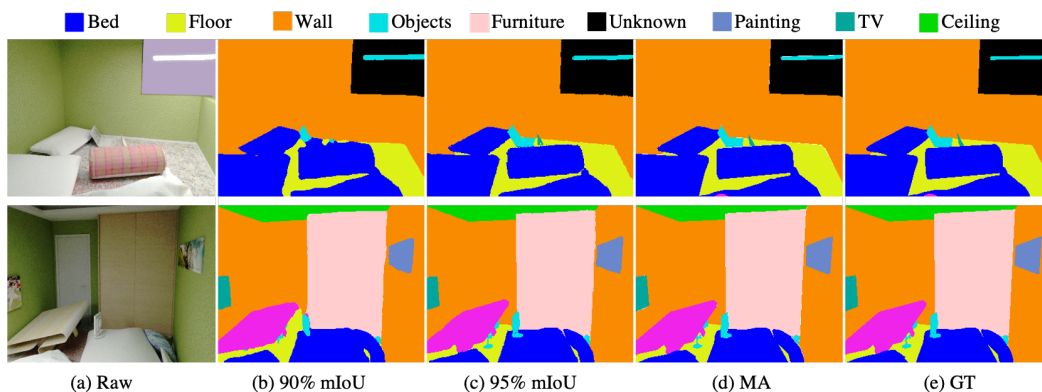 Bed Floor Wall Objects Furniture Unknown Painting TV Ceiling
(a) Raw (b) 90% mIoU (c) 95% mIoU (d) MA (e) GT